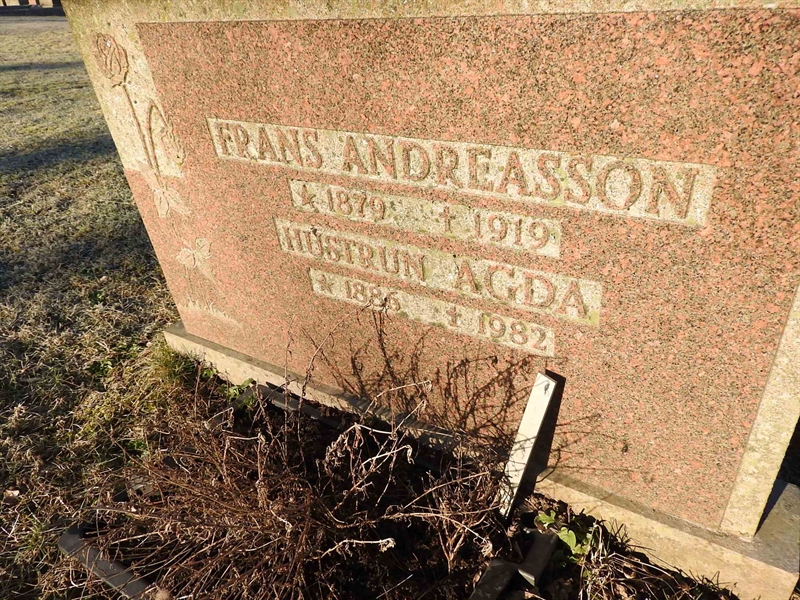 FRANS ANDREASSON
★ 1879 ✝ 1919
HUSTRUN AGDA
★ 1886 ✝ 1982